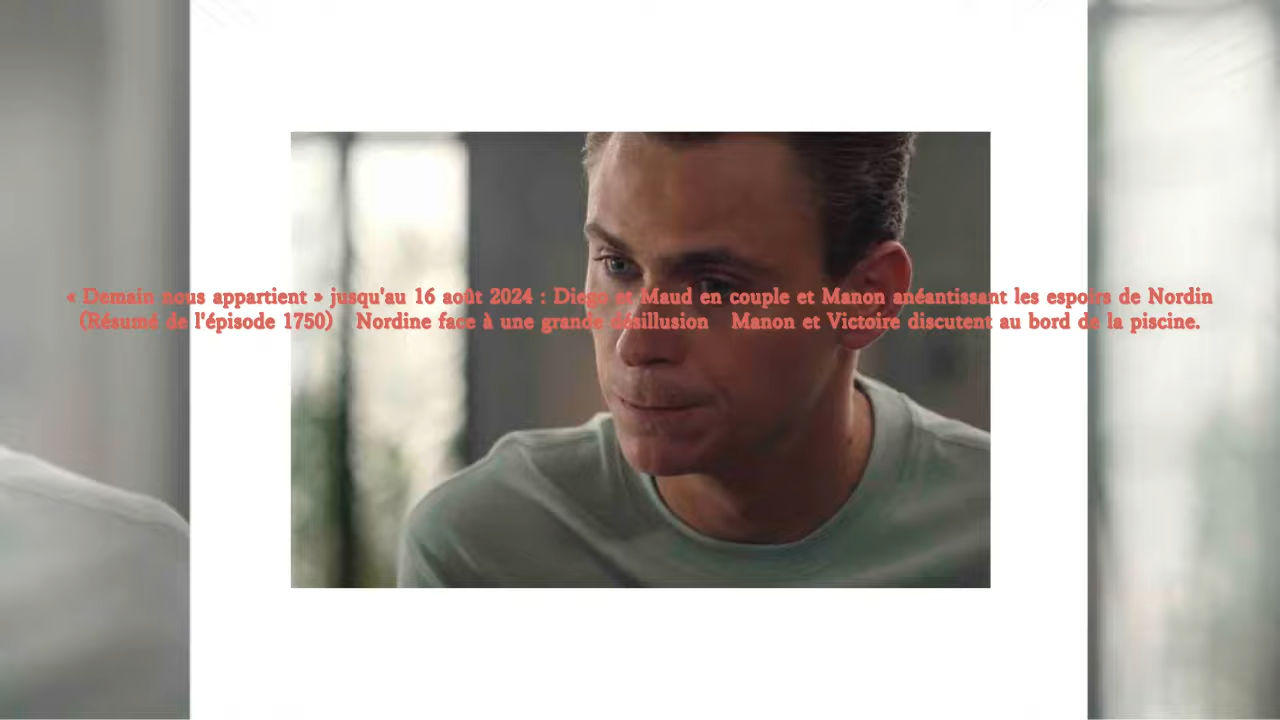 « Demain nous appartient » jusqu'au 16 août 2024 : Diego et Maud en couple et Manon anéantissant les espoirs de Nordin
(Résumé de l'épisode 1750) Nordine face à une grande désillusion Manon et Victoire discutent au bord de la piscine.